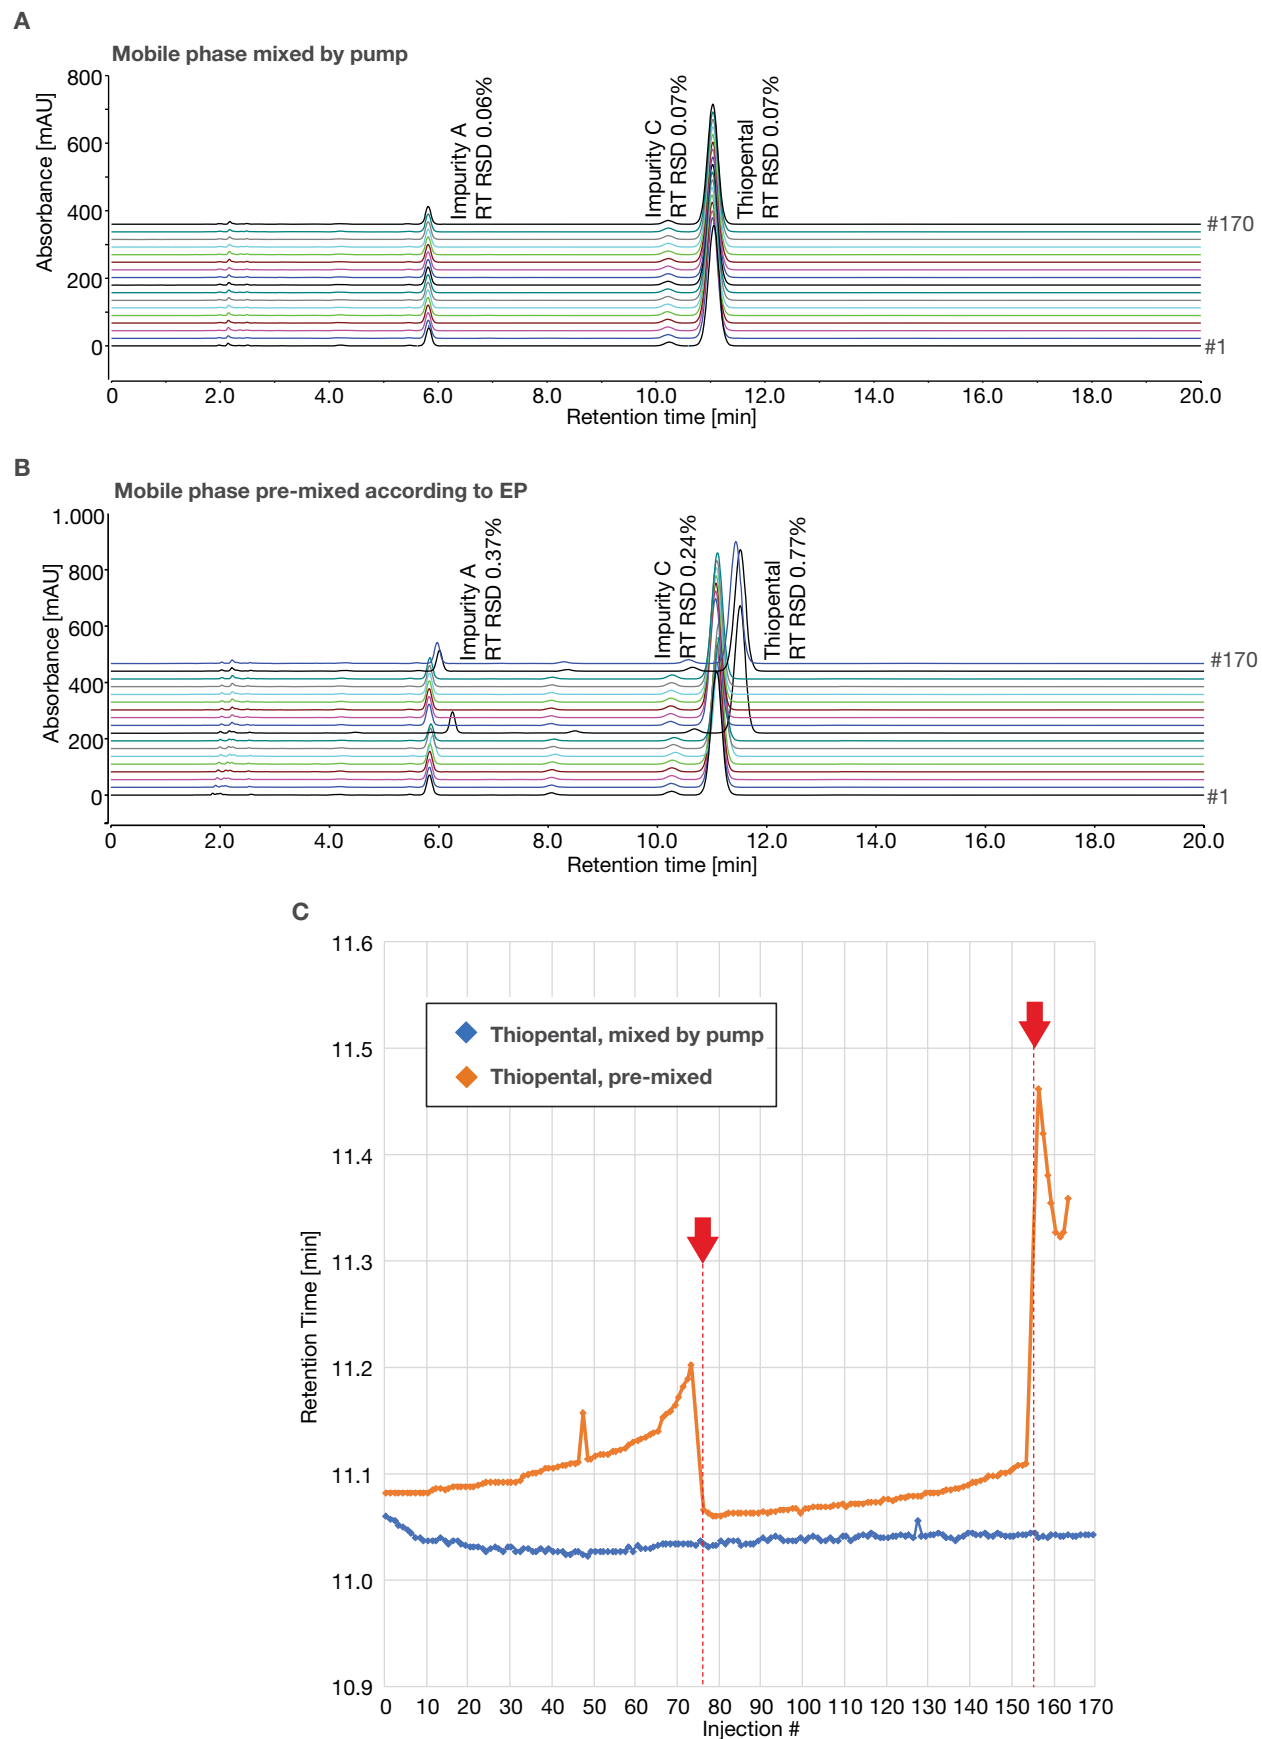 A
Mobile phase mixed by pump
800
600
400
200
0
Absorbance [mAU]
Impurity A
RT RSD 0.06%
Impurity C
RT RSD 0.07%
Thiopental
RT RSD 0.07%
#170
#1
0 2.0 4.0 6.0 8.0 10.0 12.0 14.0 16.0 18.0 20.0
Retention time [min]
B
Mobile phase pre-mixed according to EP
1.000
800
600
400
200
0
Absorbance [mAU]
Impurity A
RT RSD 0.37%
Impurity C
RT RSD 0.24%
Thiopental
RT RSD 0.77%
#170
#1
0 2.0 4.0 6.0 8.0 10.0 12.0 14.0 16.0 18.0 20.0
Retention time [min]
C
11.6
11.5
11.4
11.3
11.2
11.1
11.0
10.9
Retention Time [min]
Thiopental, mixed by pump
Thiopental, pre-mixed
0 10 20 30 40 50 60 70 80 90 100 110 120 130 140 150 160 170
Injection #